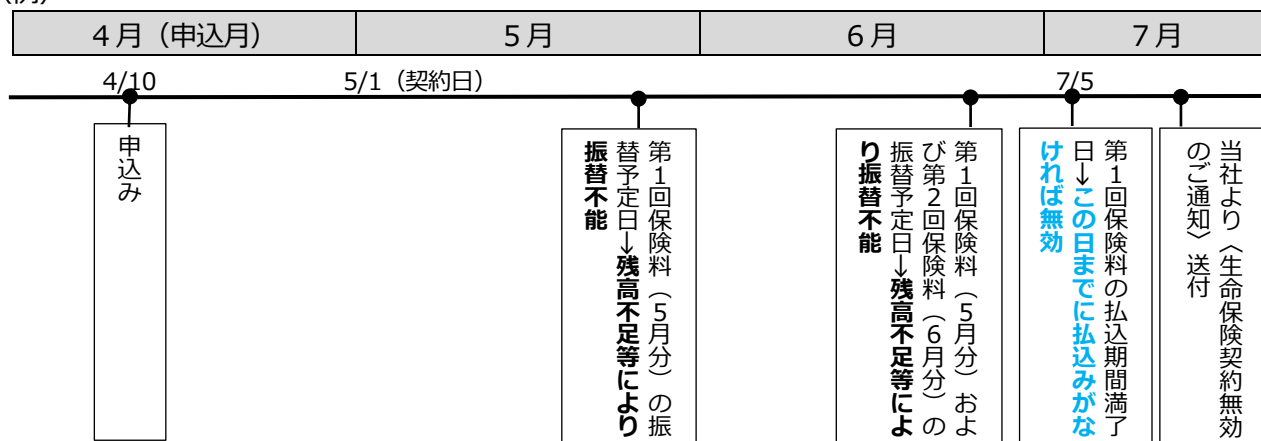 4月（申込月）
5月
6月
7月
4/10
5/1（契約日）
7/5
申込み
第1回保険料（5月分）の振
替予定日→残高不足等により
振替不能
第1回保険料（5月分）およ
び第2回保険料（6月分）の
振替予定日→残高不足等によ
り振替不能
第1回保険料の払込期間満了
日→この日までに払込みがな
ければ無効
当社より〈生命保険契約無効
のご通知〉送付